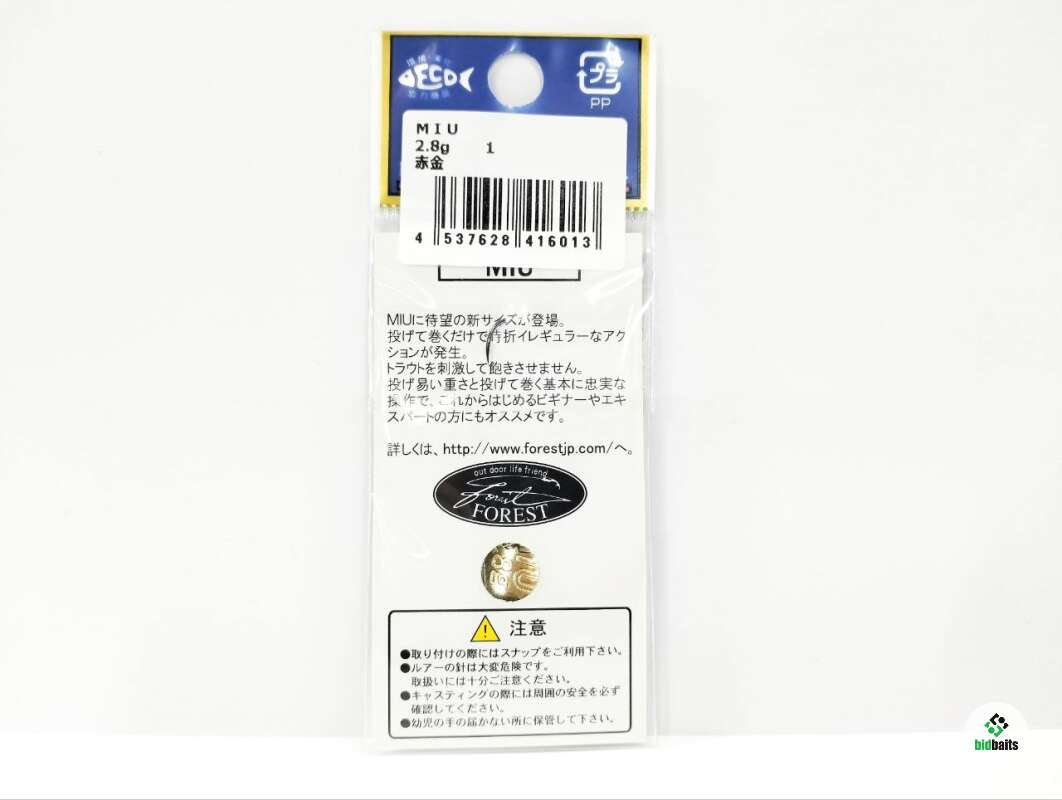 ECO
協力商品
プラ
PP
MIU
2.8g 1
赤金
4 537628 416013
MIU
MIUに待望の新サイズが登場。
投げて巻くだけで時折イレギュラーなアク
ションが発生。
トラウトを刺激して飽きさせません。
投げ易い重さと投げて巻く基本に忠実な
操作で、これからはじめるビギナーやエキ
スパートの方にもオススメです。
詳しくは、http://www.forestjp.com/へ。
out door life friend
forest
FOREST
MIU
2.8g
注意
●取り付けの際にはスナップをご利用下さい。
●ルアーの針は大変危険です。
取扱いには十分ご注意ください。
●キャスティングの際には周囲の安全を必ず
確認してください。
●幼児の手の届かない所に保管して下さい。
bidbaits